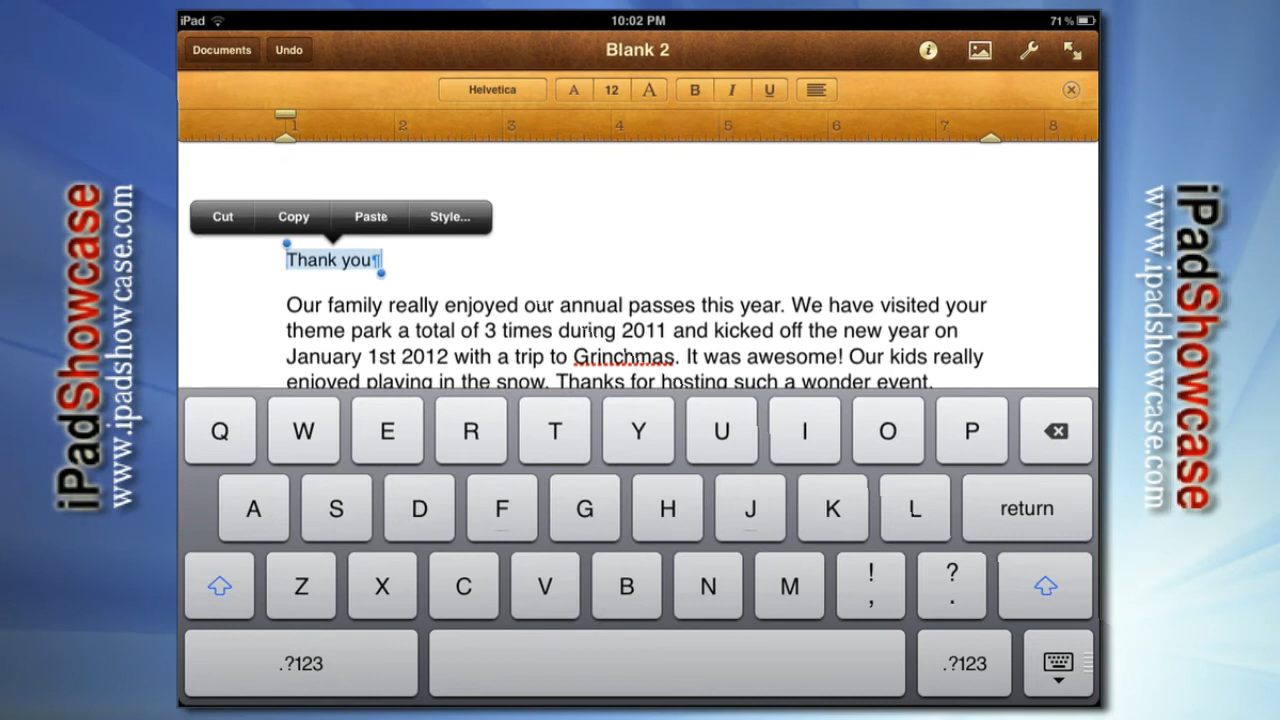 iPad 10:02 PM 71 %
Documents Undo Blank 2
Helvetica A 12 A B I U
1 2 3 4 5 6 7 8
Cut Copy Paste Style...
Thank you¶
Our family really enjoyed our annual passes this year. We have visited your
theme park a total of 3 times during 2011 and kicked off the new year on
January 1st 2012 with a trip to Grinchmas. It was awesome! Our kids really
enjoyed playing in the snow. Thanks for hosting such a wonder event.
Q W E R T Y U I O P
A S D F G H J K L return
Z X C V B N M ! , ? .
.?123 .?123
iPadShowcase
www.ipadshowcase.com
iPadShowcase
www.ipadshowcase.com